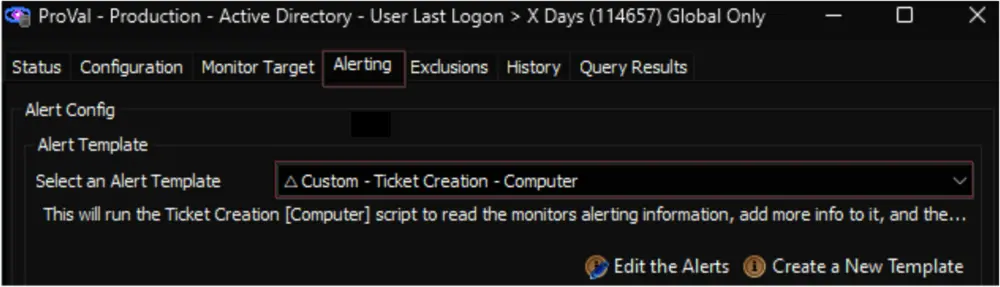 ProVal - Production - Active Directory - User Last Logon > X Days (114657) Global Only
Status Configuration Monitor Target Alerting Exclusions History Query Results
Alert Config
Alert Template
Select an Alert Template △ Custom - Ticket Creation - Computer
This will run the Ticket Creation [Computer] script to read the monitors alerting information, add more info to it, and the...
Edit the Alerts Create a New Template